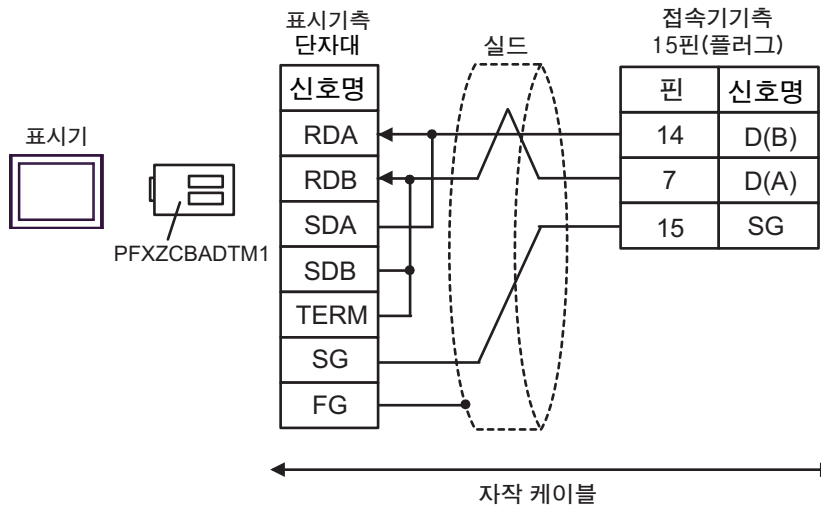 표시기
PFXZCBADTM1
표시기측
단자대
신호명
RDA
RDB
SDA
SDB
TERM
SG
FG
실드
접속기기측
15핀(플러그)
핀 신호명
14 D(B)
7 D(A)
15 SG
자작 케이블